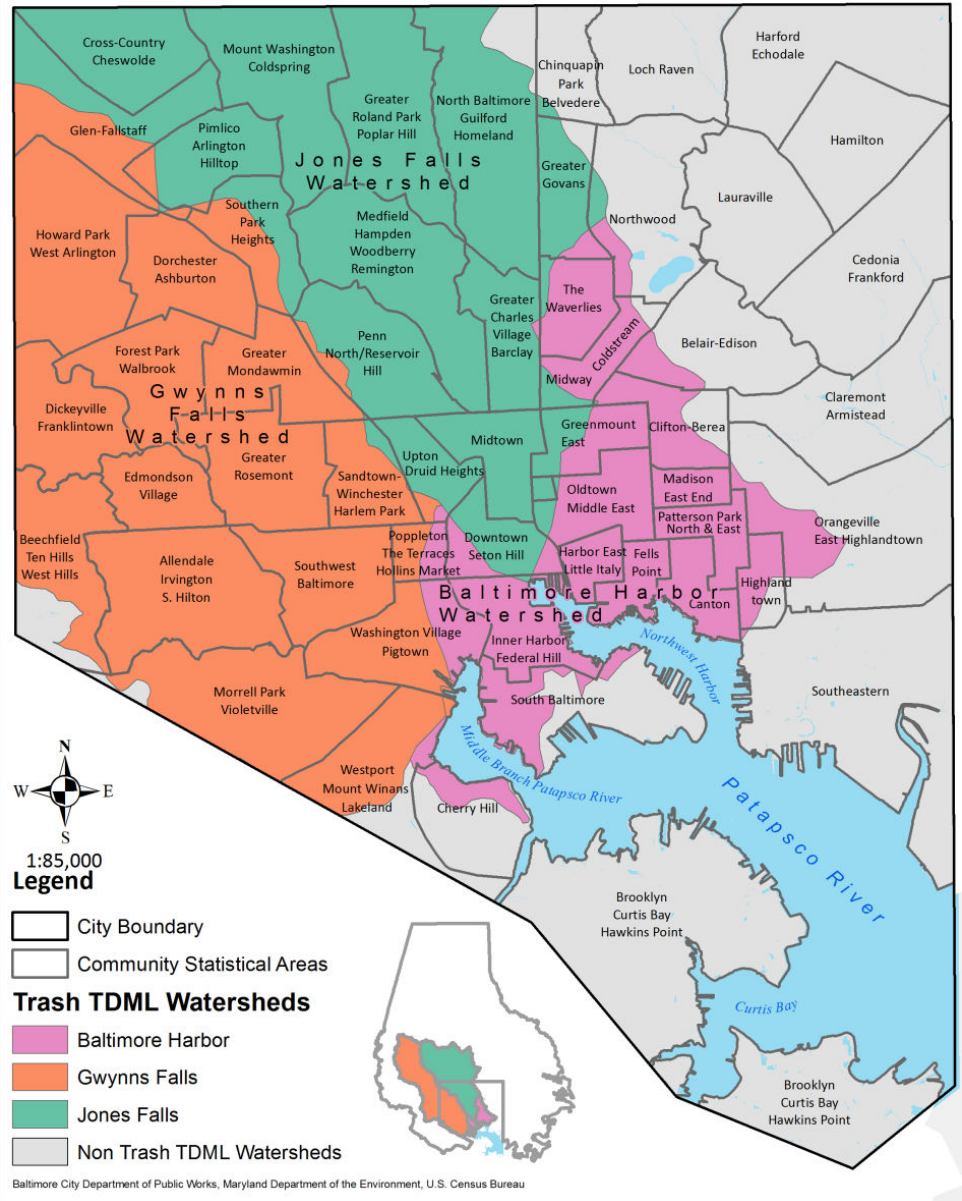 Cross-Country
Cheswolde
Mount Washington
Coldspring
Greater
Roland Park
Poplar Hill
North Baltimore
Guilford
Homeland
Chinquapin
Park
Belvedere
Loch Raven
Harford
Echodale
Glen-Fallstaff
Pimlico
Arlington
Hilltop
Jones Falls
Watershed
Greater
Govans
Hamilton
Lauraville
Northwood
Southern
Park
Heights
Medfield
Hampden
Woodberry
Remington
Howard Park
West Arlington
Dorchester
Ashburton
Cedonia
Frankford
The
Waverlies
Greater
Charles
Village
Barclay
Penn
North/Reservoir
Hill
Coldstream
Midway
Belair-Edison
Forest Park
Walbrook
Greater
Mondawmin
Gwynns
Falls
Watershed
Dickeyville
Franklintown
Claremont
Armistead
Midtown
Greenmount
East
Clifton-Berea
Upton
Druid Heights
Greater
Rosemont
Edmondson
Village
Sandtown-
Winchester
Harlem Park
Oldtown
Middle East
Madison
East End
Patterson Park
North & East
Orangeville
East Highlandtown
Beechfield
Ten Hills
West Hills
Allendale
Irvington
S. Hilton
Southwest
Baltimore
Poppleton
The Terraces
Hollins Market
Downtown
Seton Hill
Harbor East
Little Italy
Fells
Point
Highland
town
Canton
Baltimore Harbor
Watershed
Washington Village
Pigtown
Inner Harbor
Federal Hill
Northwest Harbor
Morrell Park
Violetville
South Baltimore
Southeastern
Middle Branch Patapsco River
Patapsco River
Westport
Mount Winans
Lakeland
Cherry Hill
N
W
E
S
1:85,000
Brooklyn
Curtis Bay
Hawkins Point
Curtis Bay
Brooklyn
Curtis Bay
Hawkins Point
Legend
City Boundary
Community Statistical Areas
Trash TDML Watersheds
Baltimore Harbor
Gwynns Falls
Jones Falls
Non Trash TDML Watersheds
Baltimore City Department of Public Works, Maryland Department of the Environment, U.S. Census Bureau